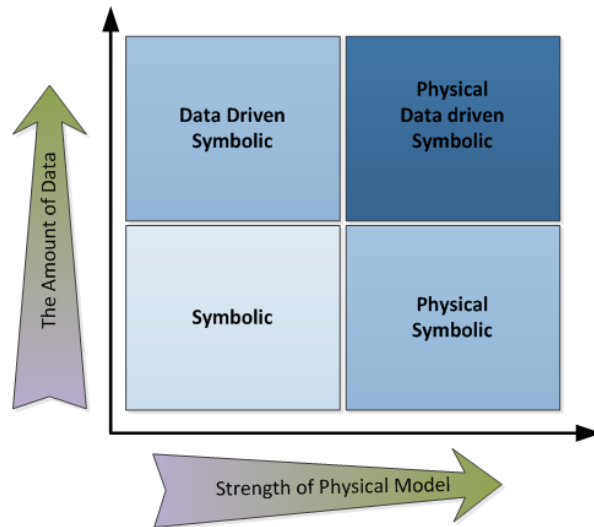 Data Driven
Symbolic
Physical
Data driven
Symbolic
The Amount of Data
Symbolic
Physical
Symbolic
Strength of Physical Model